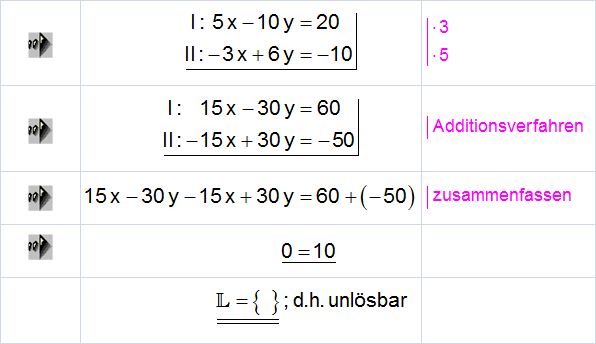 I: 5x − 10y = 20 | · 3
II: −3x + 6y = −10 | · 5
I: 15x − 30y = 60
II: −15x + 30y = −50 | Additionsverfahren
15x − 30y − 15x + 30y = 60 + (−50) | zusammenfassen
0 = 10
𝕃 = { } ; d.h. unlösbar